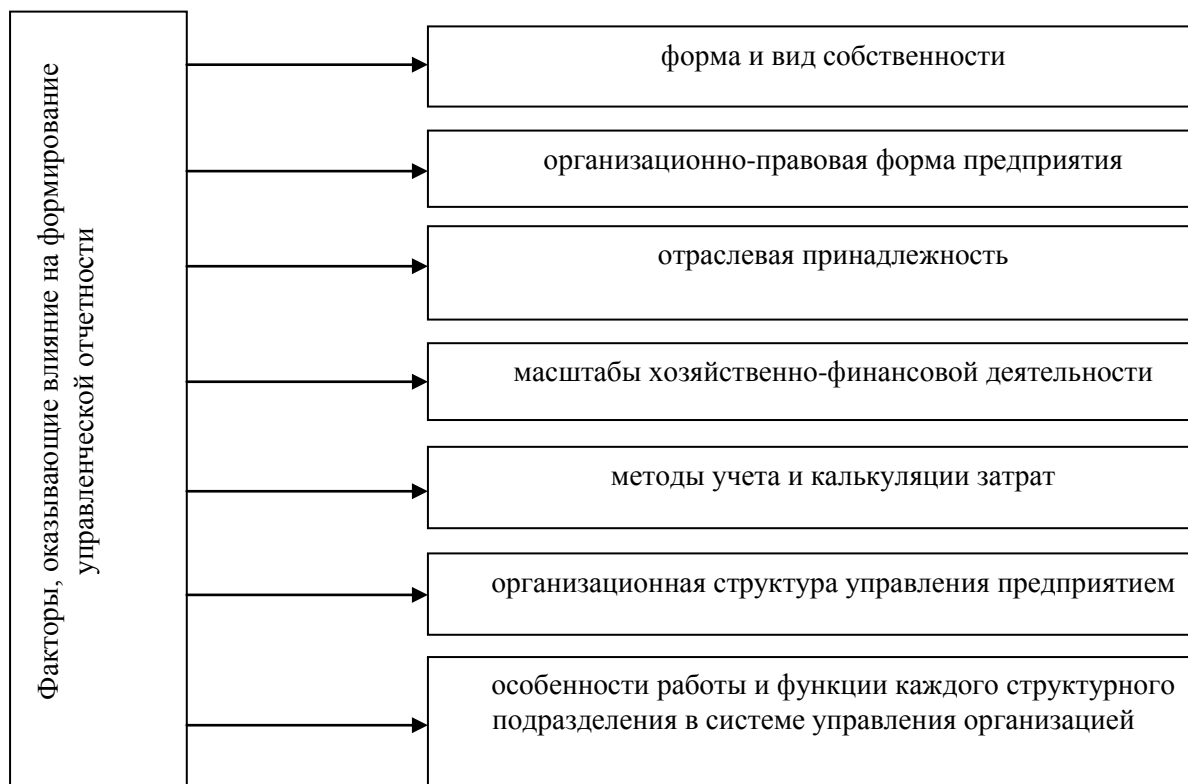 Факторы, оказывающие влияние на формирование
управленческой отчетности
форма и вид собственности
организационно-правовая форма предприятия
отраслевая принадлежность
масштабы хозяйственно-финансовой деятельности
методы учета и калькуляции затрат
организационная структура управления предприятием
особенности работы и функции каждого структурного
подразделения в системе управления организацией